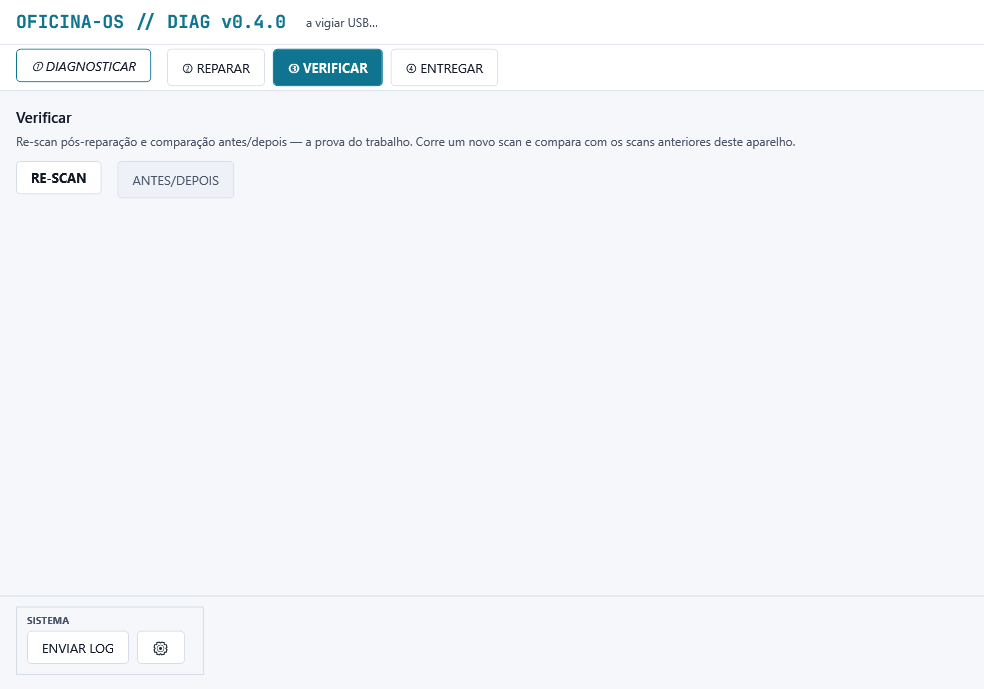 OFICINA-OS // DIAG v0.4.0 a vigiar USB...
① DIAGNOSTICAR ② REPARAR ③ VERIFICAR ④ ENTREGAR
Verificar
Re-scan pós-reparação e comparação antes/depois — a prova do trabalho. Corre um novo scan e compara com os scans anteriores deste aparelho.
RE-SCAN ANTES/DEPOIS
SISTEMA
ENVIAR LOG